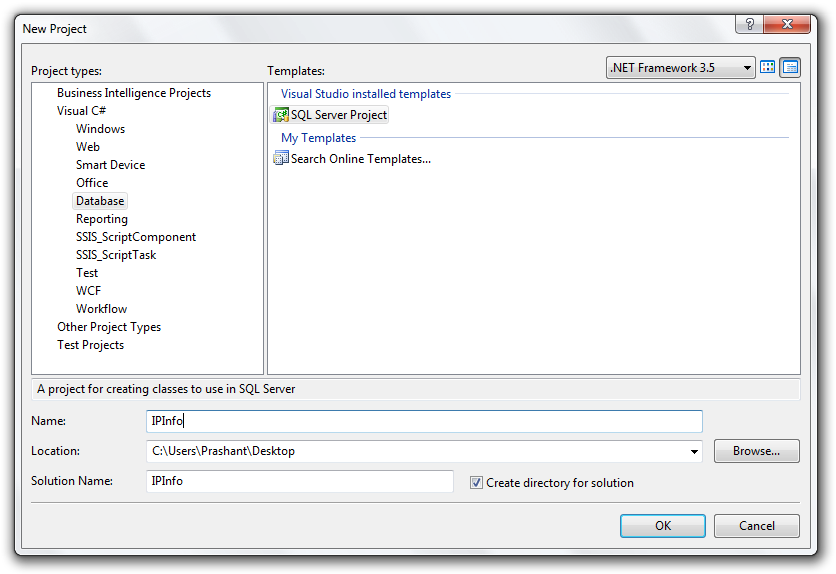 New Project
Project types:
Templates:
.NET Framework 3.5
Business Intelligence Projects
Visual C#
Windows
Web
Smart Device
Office
Database
Reporting
SSIS_ScriptComponent
SSIS_ScriptTask
Test
WCF
Workflow
Other Project Types
Test Projects
Visual Studio installed templates
SQL Server Project
My Templates
Search Online Templates...
A project for creating classes to use in SQL Server
Name:
IPInfo
Location:
C:\Users\Prashant\Desktop
Browse...
Solution Name:
IPInfo
Create directory for solution
OK
Cancel